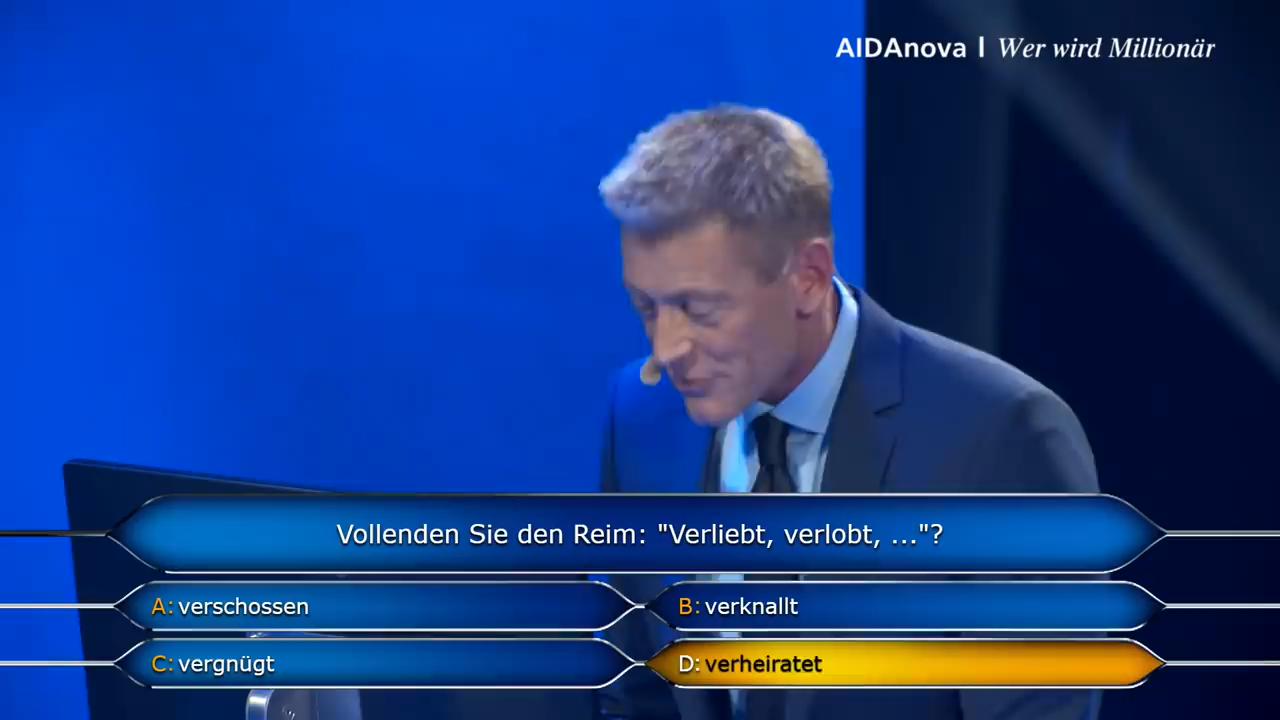 AIDAnova | Wer wird Millionär
Vollenden Sie den Reim: "Verliebt, verlobt, ..."?
A: verschossen
B: verknallt
C: vergnügt
D: verheiratet